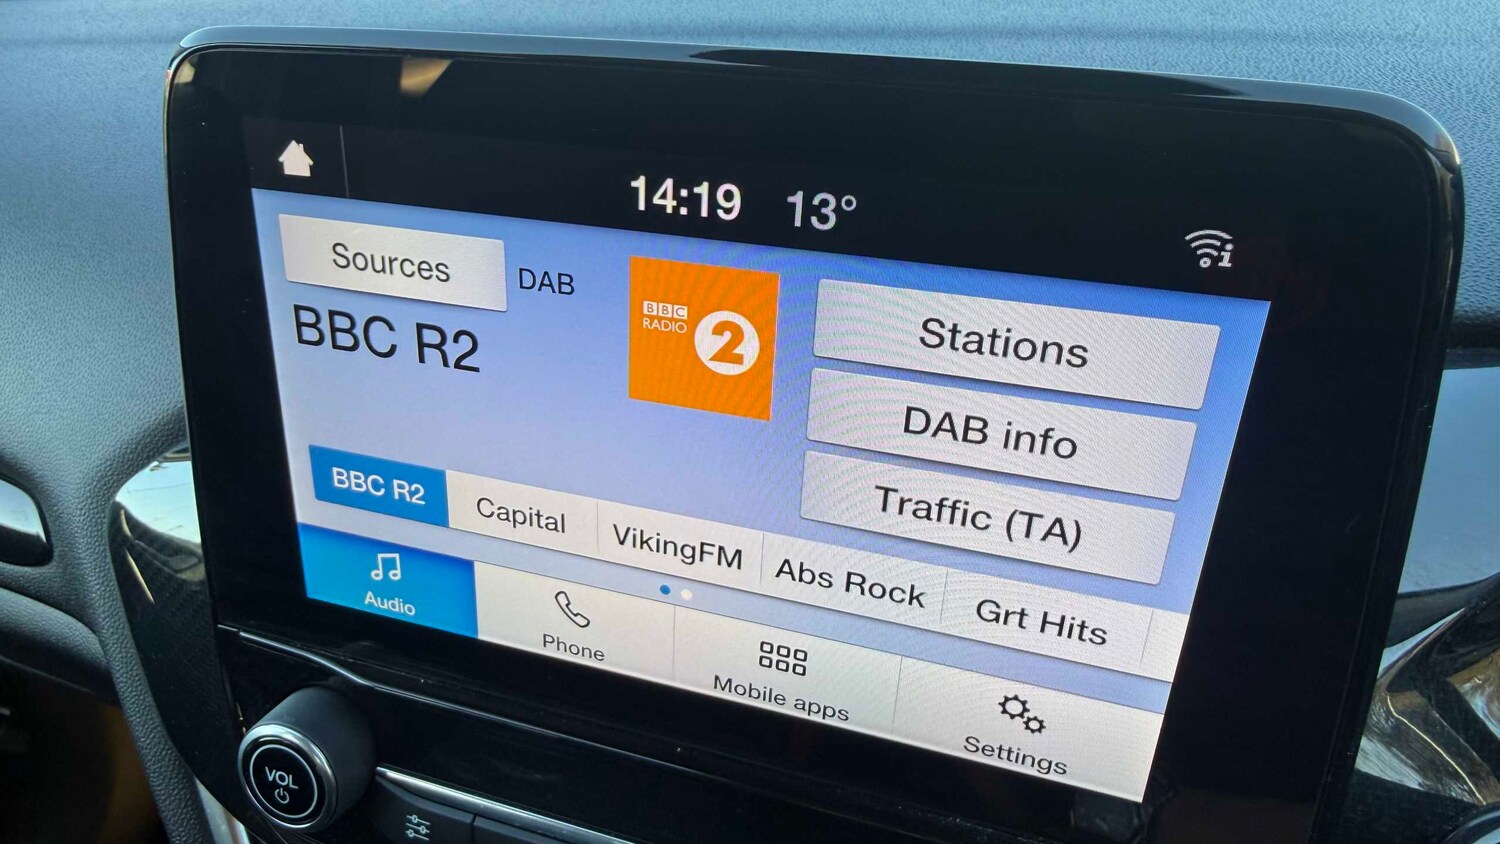 14:19 13°
Sources
DAB
BBC R2
BBC
RADIO
2
Stations
DAB info
Traffic (TA)
BBC R2
Capital
VikingFM
Abs Rock
Grt Hits
Audio
Phone
Mobile apps
Settings
VOL